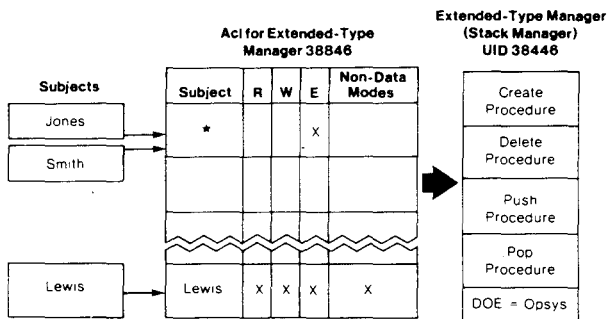 Acl for Extended-Type
Manager 38846
Extended-Type Manager
(Stack Manager)
UID 38446
Subjects
Jones
Smith
Lewis
Subject R W E Non-Data
Modes
* X
Lewis X X X X
Create
Procedure
Delete
Procedure
Push
Procedure
Pop
Procedure
DOE = Opsys